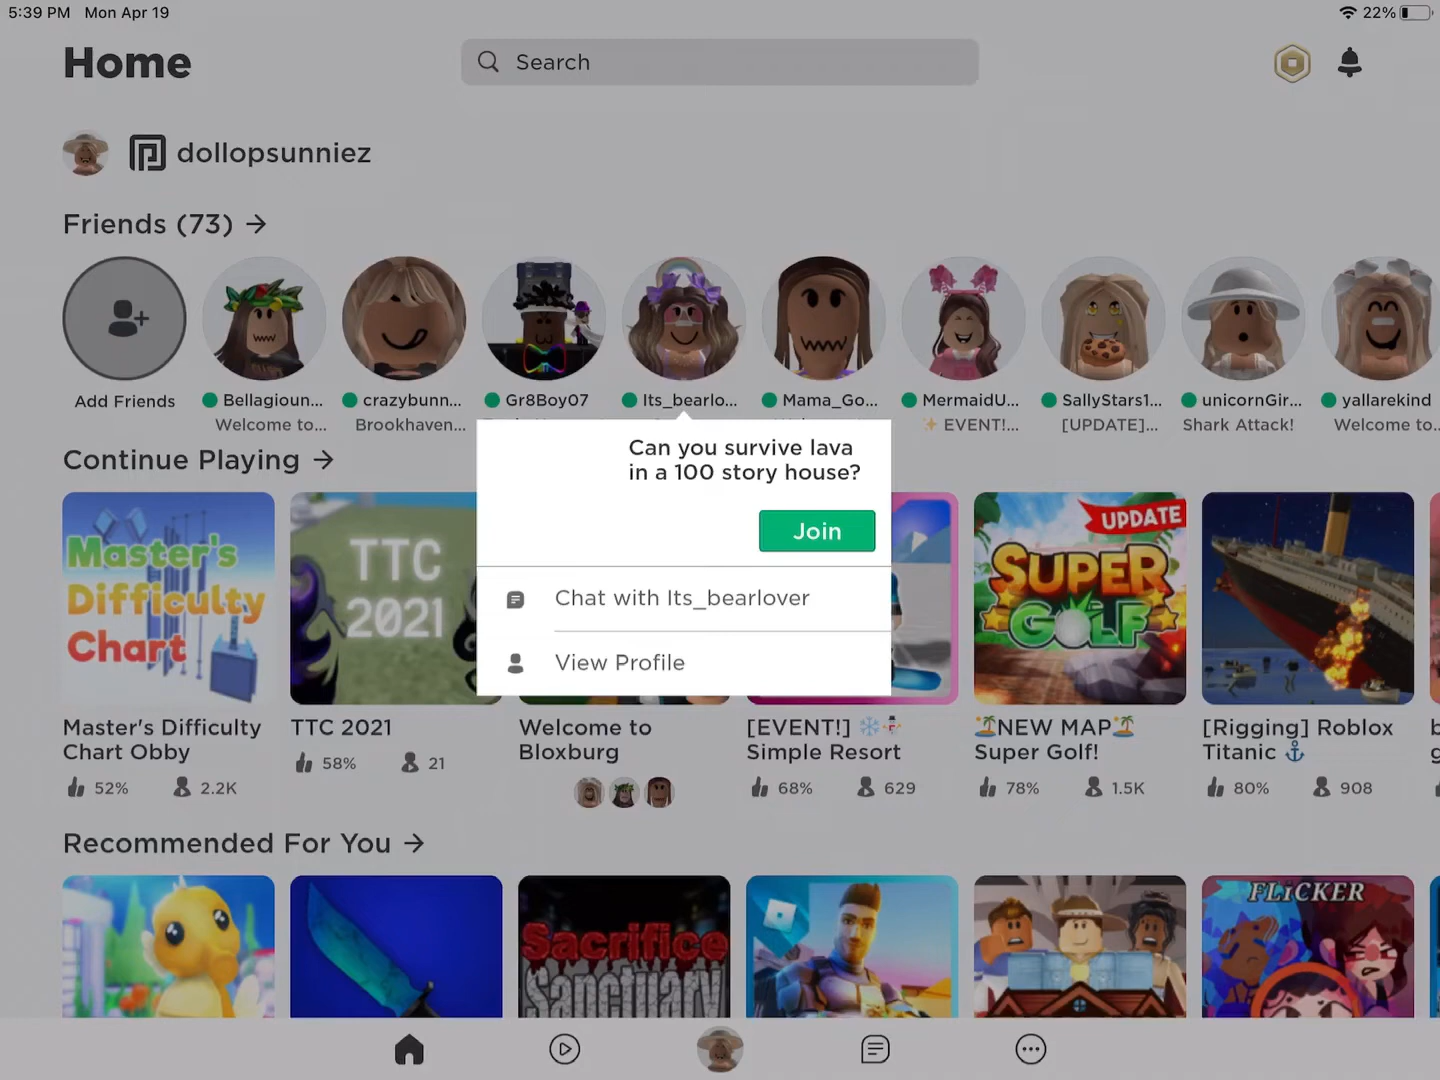 5:39 PM Mon Apr 19
22%
Home
Search
dollopsunniez
Friends (73) →
Add Friends
Bellagioun...
Welcome to...
crazybunn...
Brookhaven...
Gr8Boy07
Its_bearlo...
Mama_Go...
MermaidU...
✨ EVENT!...
SallyStars1...
[UPDATE]...
unicornGir...
Shark Attack!
yallarekind
Welcome to..
Can you survive lava
in a 100 story house?
Join
Chat with Its_bearlover
View Profile
Continue Playing →
Master's
Difficulty
Chart
TTC
2021
UPDATE
SUPER
GOLF
Master's Difficulty
Chart Obby
52% 2.2K
TTC 2021
58% 21
Welcome to
Bloxburg
[EVENT!] ❄️⛄
Simple Resort
68% 629
🏝️NEW MAP🏝️
Super Golf!
78% 1.5K
[Rigging] Roblox
Titanic ⚓
80% 908
Recommended For You →
Sacrifice
Sanctuary
FLiCKER